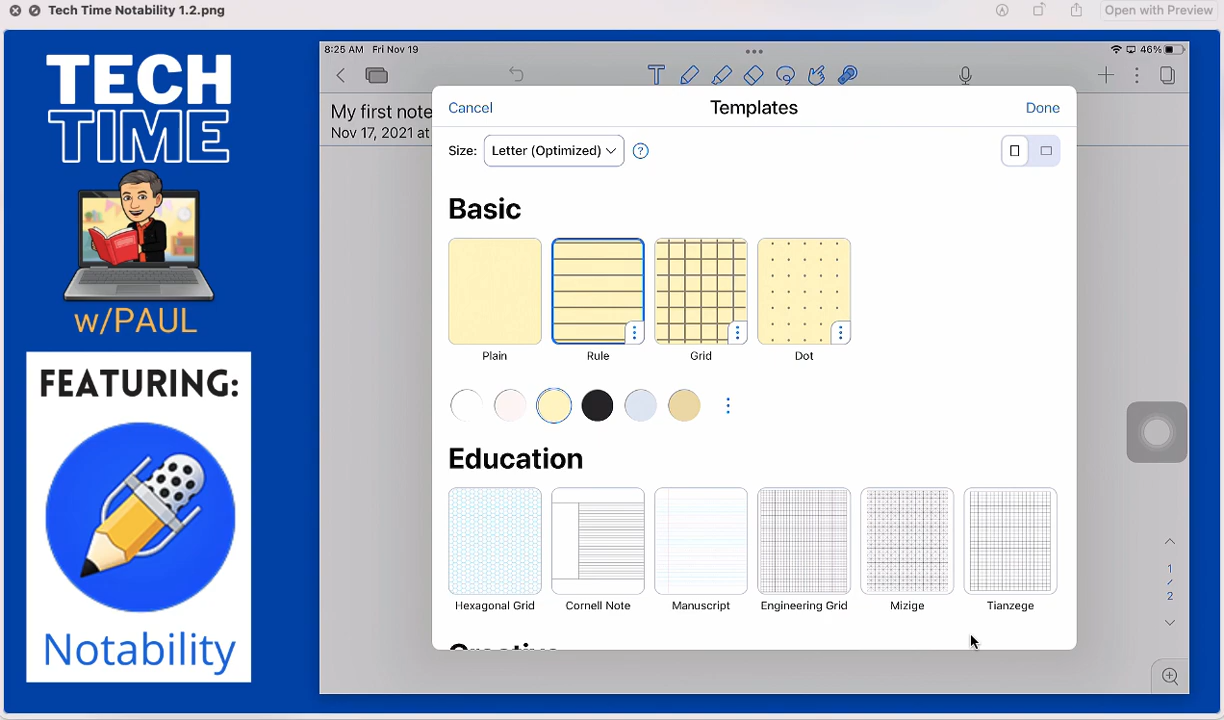 Tech Time Notability 1.2.png
Open with Preview
TECH
TIME
w/PAUL
FEATURING:
Notability
8:25 AM Fri Nov 19
46%
My first note
Nov 17, 2021 at
Cancel
Templates
Done
Size: Letter (Optimized) ?
Basic
Plain Rule Grid Dot
Education
Hexagonal Grid Cornell Note Manuscript Engineering Grid Mizige Tianzege
1
/
2